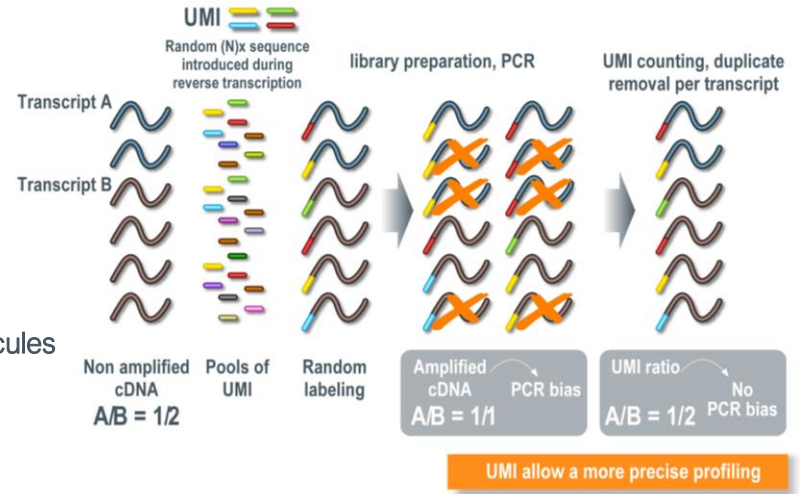 UMI
Random (N)x sequence
introduced during
reverse transcription
library preparation, PCR
UMI counting, duplicate
removal per transcript
Transcript A
Transcript B
cules
Non amplified
cDNA
A/B = 1/2
Pools of
UMI
Random
labeling
Amplified
cDNA
PCR bias
A/B = 1/1
UMI ratio
No
PCR bias
A/B = 1/2
UMI allow a more precise profiling